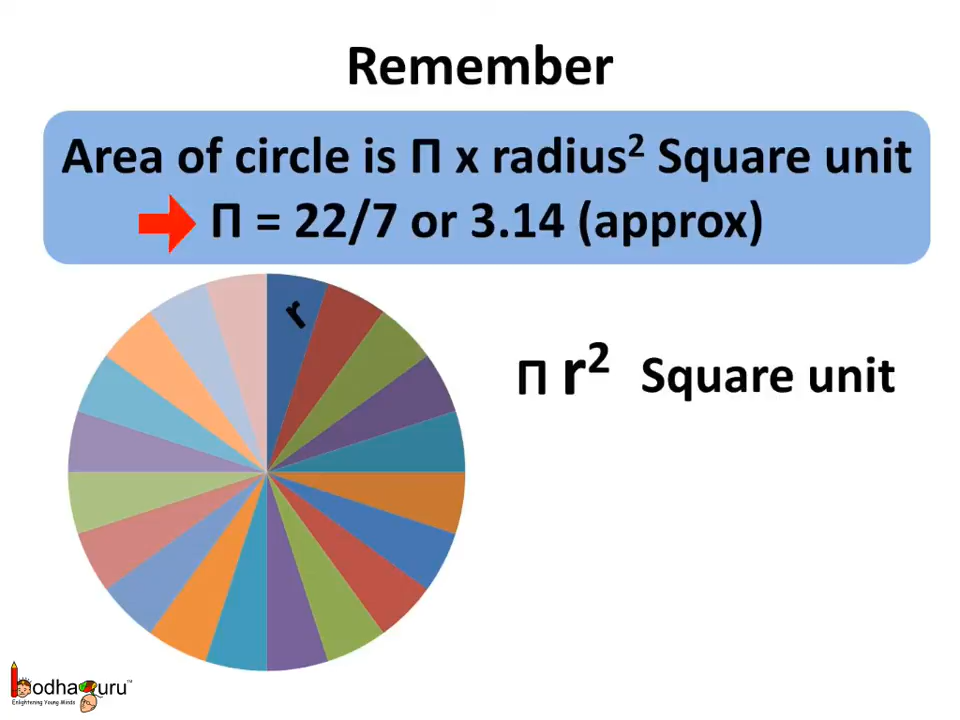 Remember
Area of circle is Π x radius² Square unit
Π = 22/7 or 3.14 (approx)
r
Π r² Square unit
bodhaguru™
Enlightening Young Minds